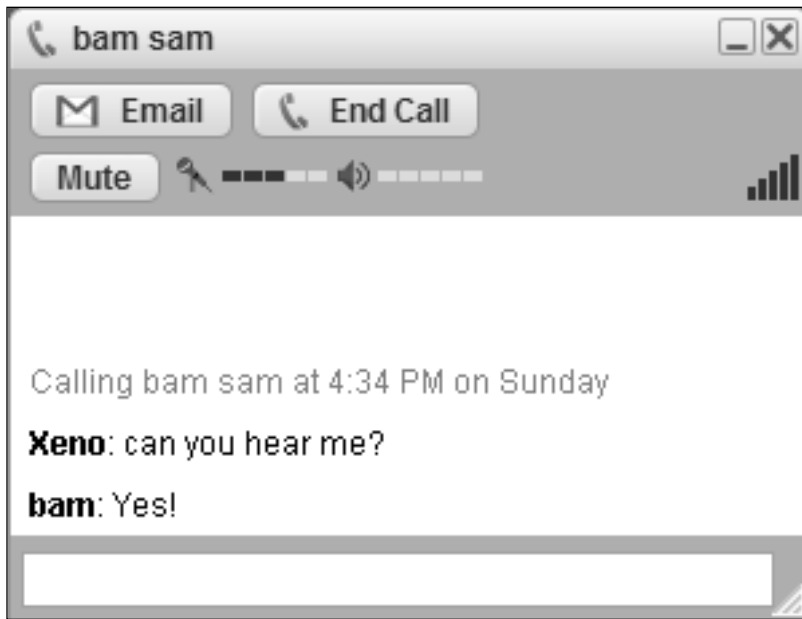 bam sam
Email End Call
Mute
Calling bam sam at 4:34 PM on Sunday
Xeno: can you hear me?
bam: Yes!